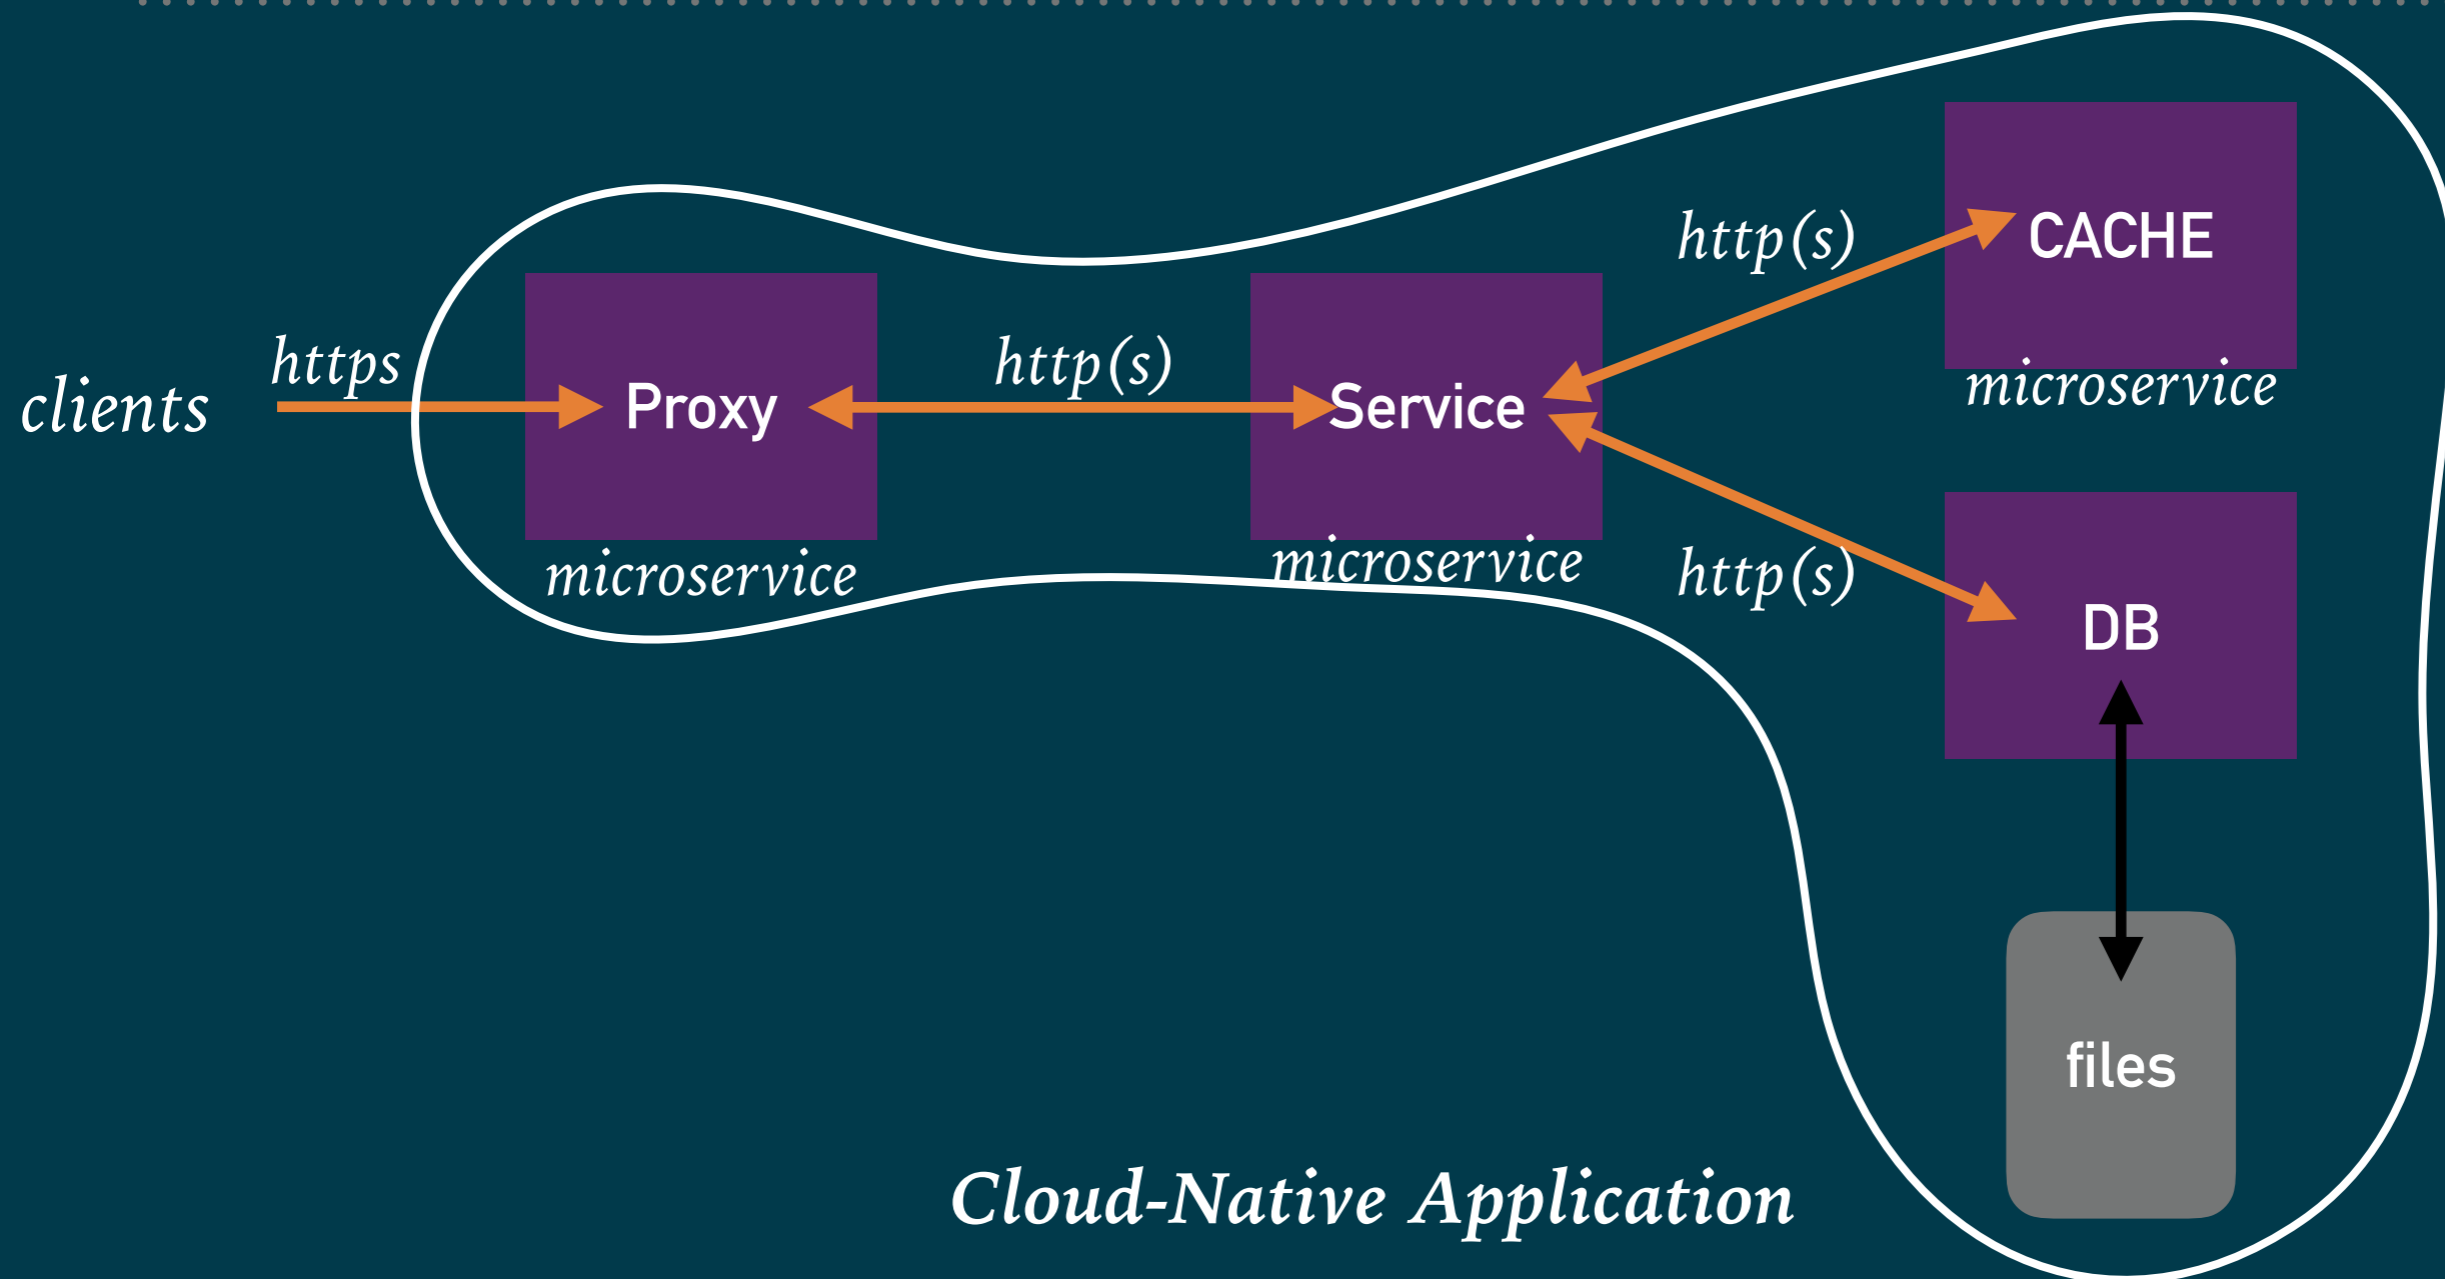 http(s)
CACHE
https
http(s)
microservice
clients
Proxy
Service
microservice
microservice
http(s)
DB
files
Cloud-Native Application